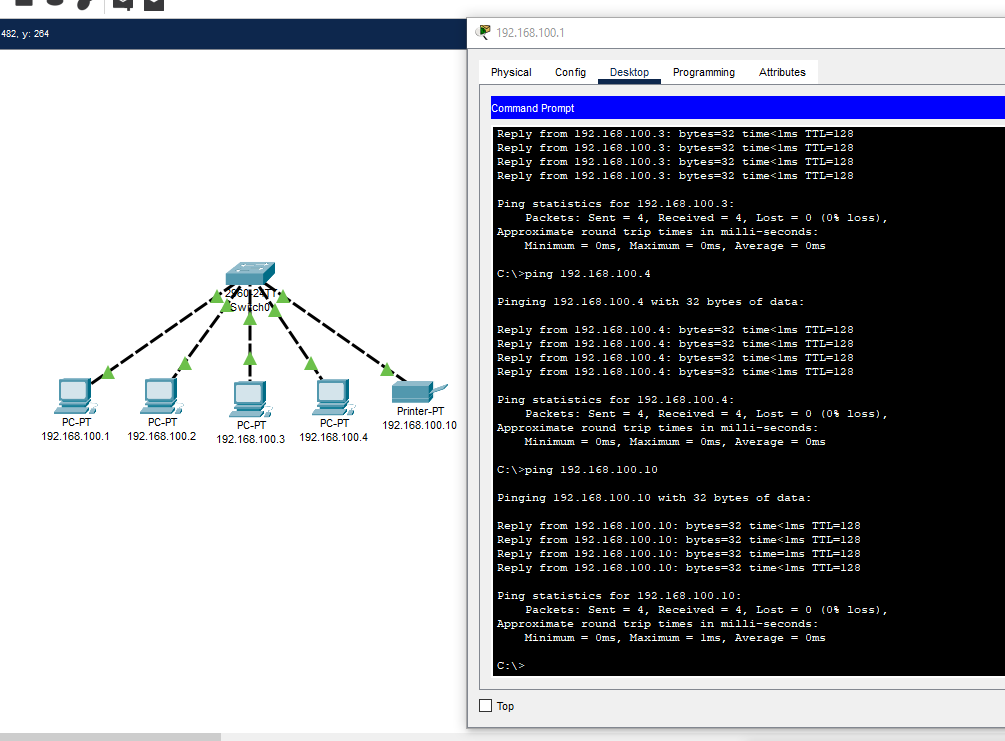 482, y: 264
192.168.100.1
Physical Config Desktop Programming Attributes
Command Prompt
Reply from 192.168.100.3: bytes=32 time<1ms TTL=128
Reply from 192.168.100.3: bytes=32 time<1ms TTL=128
Reply from 192.168.100.3: bytes=32 time<1ms TTL=128
Reply from 192.168.100.3: bytes=32 time<1ms TTL=128
Ping statistics for 192.168.100.3:
Packets: Sent = 4, Received = 4, Lost = 0 (0% loss),
Approximate round trip times in milli-seconds:
Minimum = 0ms, Maximum = 0ms, Average = 0ms
C:\>ping 192.168.100.4
Pinging 192.168.100.4 with 32 bytes of data:
Reply from 192.168.100.4: bytes=32 time<1ms TTL=128
Reply from 192.168.100.4: bytes=32 time<1ms TTL=128
Reply from 192.168.100.4: bytes=32 time<1ms TTL=128
Reply from 192.168.100.4: bytes=32 time<1ms TTL=128
Ping statistics for 192.168.100.4:
Packets: Sent = 4, Received = 4, Lost = 0 (0% loss),
Approximate round trip times in milli-seconds:
Minimum = 0ms, Maximum = 0ms, Average = 0ms
C:\>ping 192.168.100.10
Pinging 192.168.100.10 with 32 bytes of data:
Reply from 192.168.100.10: bytes=32 time<1ms TTL=128
Reply from 192.168.100.10: bytes=32 time<1ms TTL=128
Reply from 192.168.100.10: bytes=32 time=1ms TTL=128
Reply from 192.168.100.10: bytes=32 time<1ms TTL=128
Ping statistics for 192.168.100.10:
Packets: Sent = 4, Received = 4, Lost = 0 (0% loss),
Approximate round trip times in milli-seconds:
Minimum = 0ms, Maximum = 1ms, Average = 0ms
C:\>
Top
2960-24TT
Switch0
PC-PT
192.168.100.1
PC-PT
192.168.100.2
PC-PT
192.168.100.3
PC-PT
192.168.100.4
Printer-PT
192.168.100.10